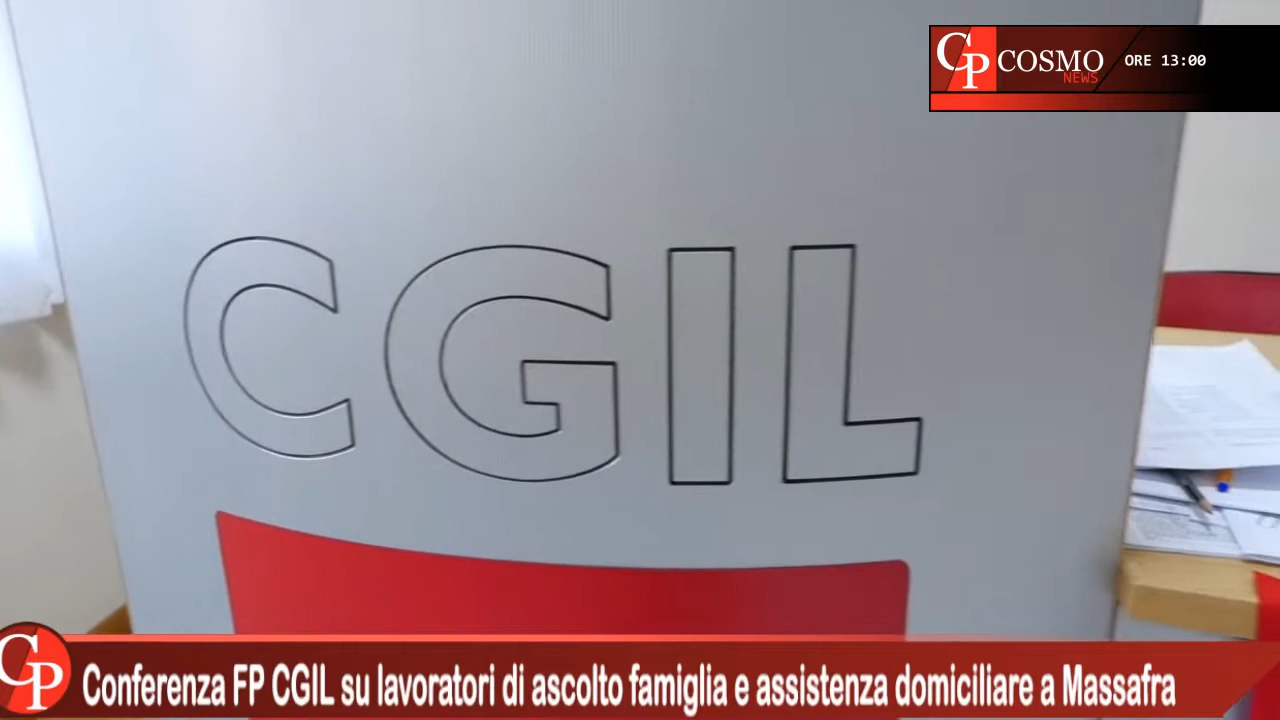 CP COSMO
NEWS
ORE 13:00
CGIL
CP
Conferenza FP CGIL su lavoratori di ascolto famiglia e assistenza domiciliare a Massafra